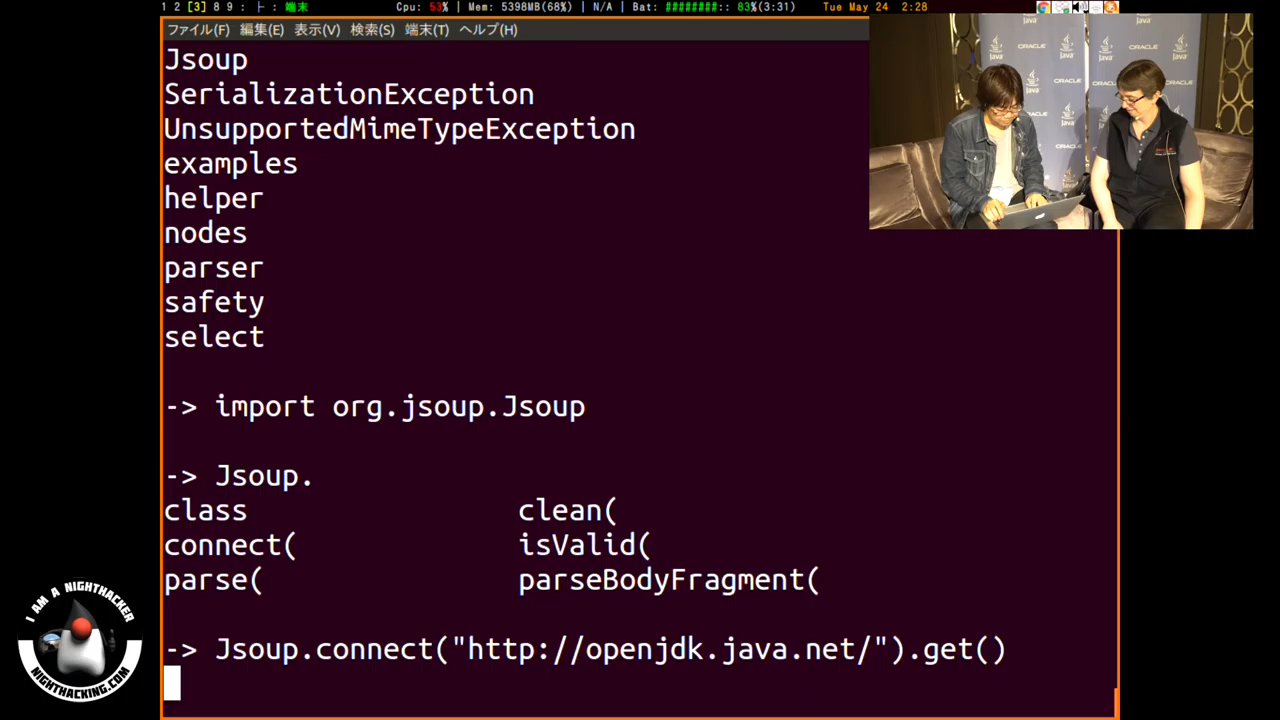 1 2 [3] 8 9 : ├ : 端末 Cpu: 53% | Mem: 5398MB(68%) | N/A | Bat: ########:: 83%(3:31) Tue May 24 2:28
ファイル(F) 編集(E) 表示(V) 検索(S) 端末(T) ヘルプ(H)
Jsoup
SerializationException
UnsupportedMimeTypeException
examples
helper
nodes
parser
safety
select
-> import org.jsoup.Jsoup
-> Jsoup.
class clean(
connect( isValid(
parse( parseBodyFragment(
-> Jsoup.connect("http://openjdk.java.net/").get()
ORACLE
Java
ORACLE
Java
ORACLE
I AM A NIGHTHACKER
NIGHTHACKING.COM